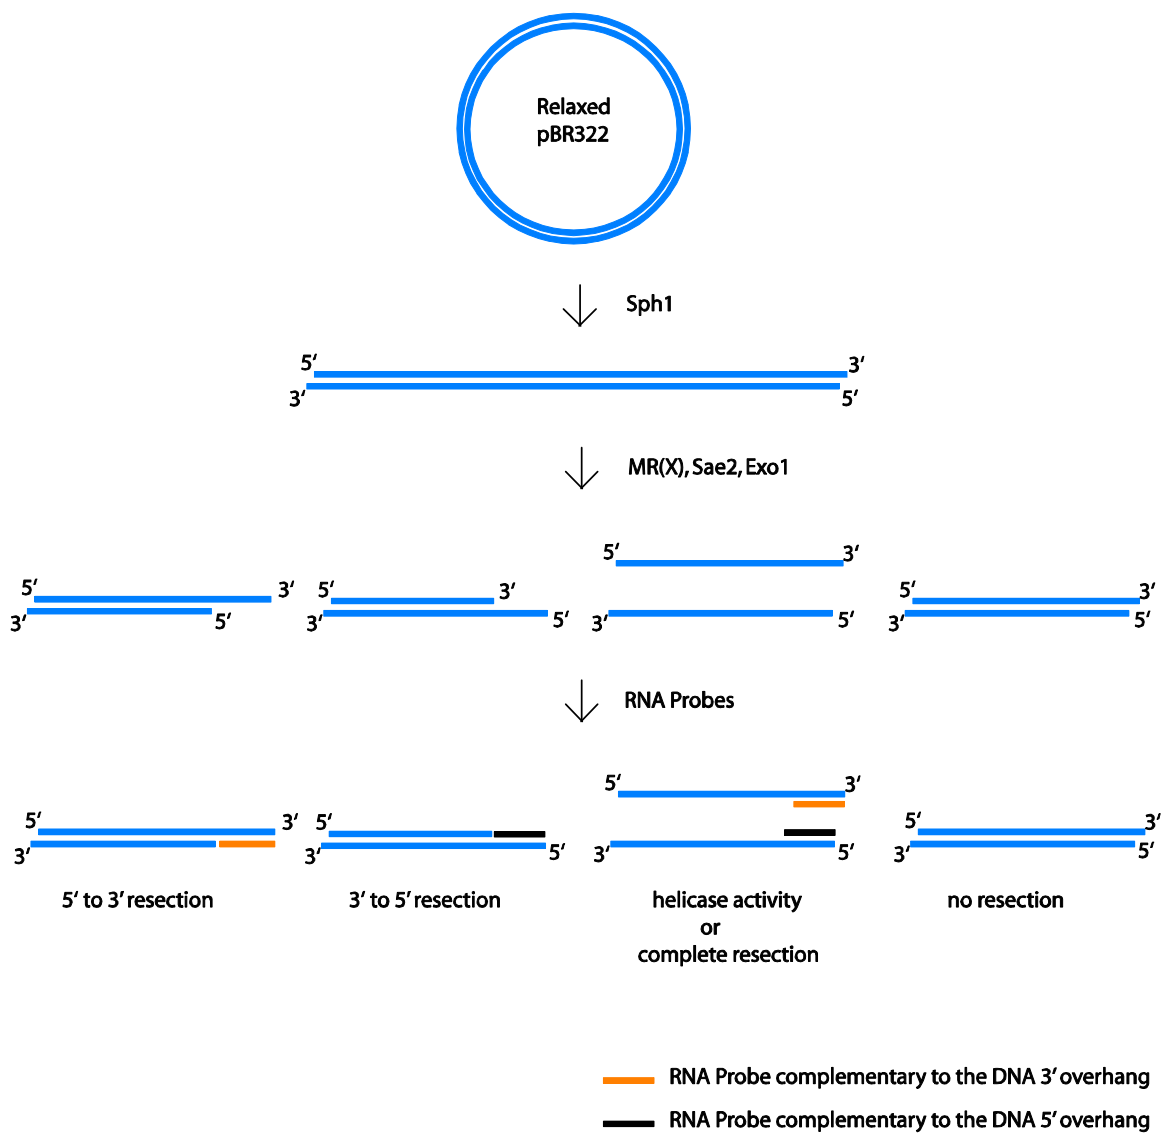 Relaxed
pBR322
Sph1
5' 3'
3' 5'
MR(X), Sae2, Exo1
5' 3' 5' 3' 5' 3' 5' 3'
3' 5' 3' 5' 3' 5' 3' 5'
RNA Probes
5' 3' 5' 5' 3' 5' 3'
3' 3' 5' 3' 5' 3' 5'
5' to 3' resection
3' to 5' resection
helicase activity
or
complete resection
no resection
RNA Probe complementary to the DNA 3' overhang
RNA Probe complementary to the DNA 5' overhang